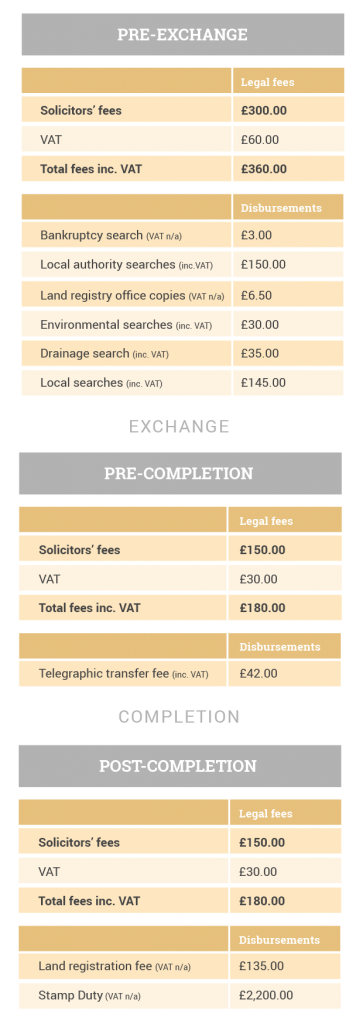 PRE-EXCHANGE
Legal fees
Solicitors’ fees £300.00
VAT £60.00
Total fees inc. VAT £360.00
Disbursements
Bankruptcy search (VAT n/a) £3.00
Local authority searches (inc.VAT) £150.00
Land registry office copies (VAT n/a) £6.50
Environmental searches (inc. VAT) £30.00
Drainage search (inc. VAT) £35.00
Local searches (inc. VAT) £145.00
EXCHANGE
PRE-COMPLETION
Legal fees
Solicitors’ fees £150.00
VAT £30.00
Total fees inc. VAT £180.00
Disbursements
Telegraphic transfer fee (inc. VAT) £42.00
COMPLETION
POST-COMPLETION
Legal fees
Solicitors’ fees £150.00
VAT £30.00
Total fees inc. VAT £180.00
Disbursements
Land registration fee (VAT n/a) £135.00
Stamp Duty (VAT n/a) £2,200.00